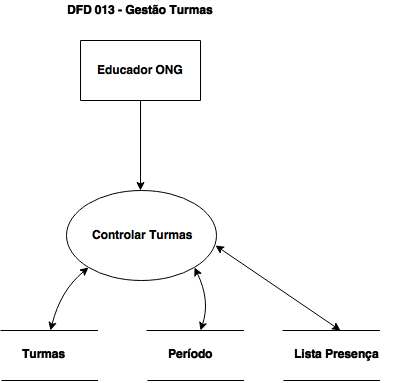 DFD 013 - Gestão Turmas
Educador ONG
Controlar Turmas
Turmas
Período
Lista Presença